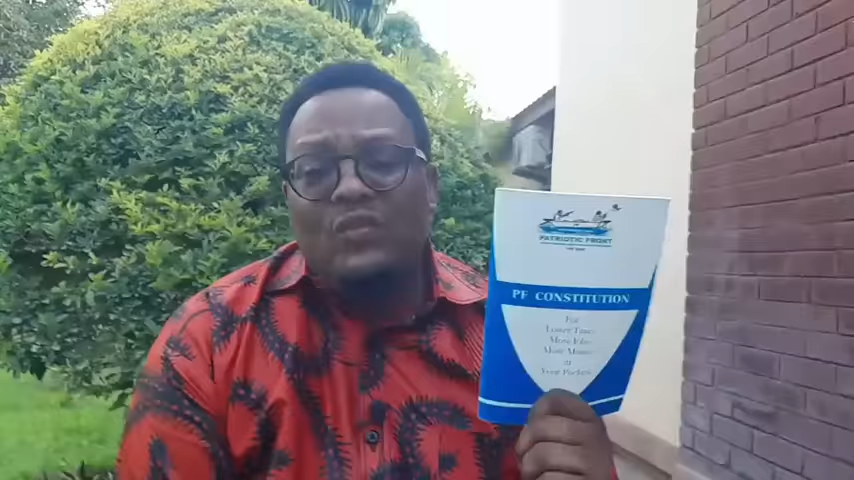 PATRIOTIC FRONT
PF CONSTITUTION
For
Lower Taxes
More Jobs
More Money
in
Your Pockets